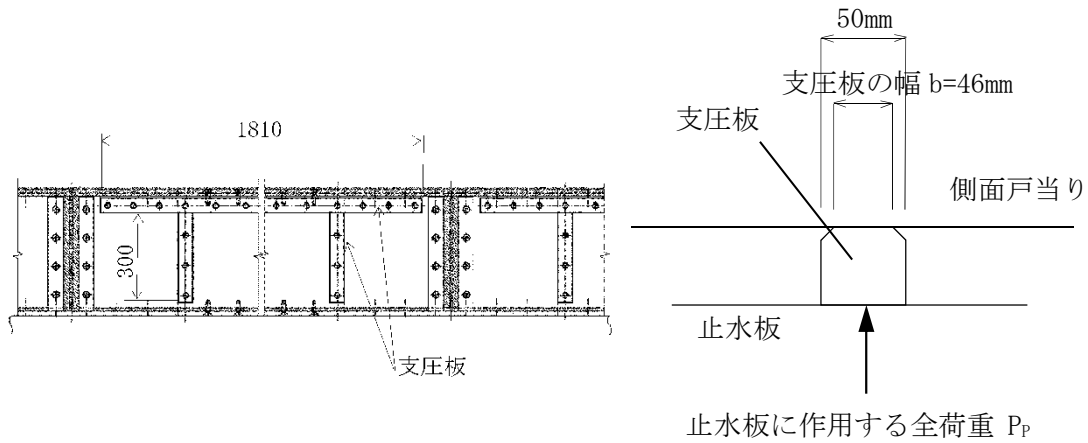 1810
300
支圧板
50mm
支圧板の幅 b=46mm
支圧板
側面戸当り
止水板
止水板に作用する全荷重 PP